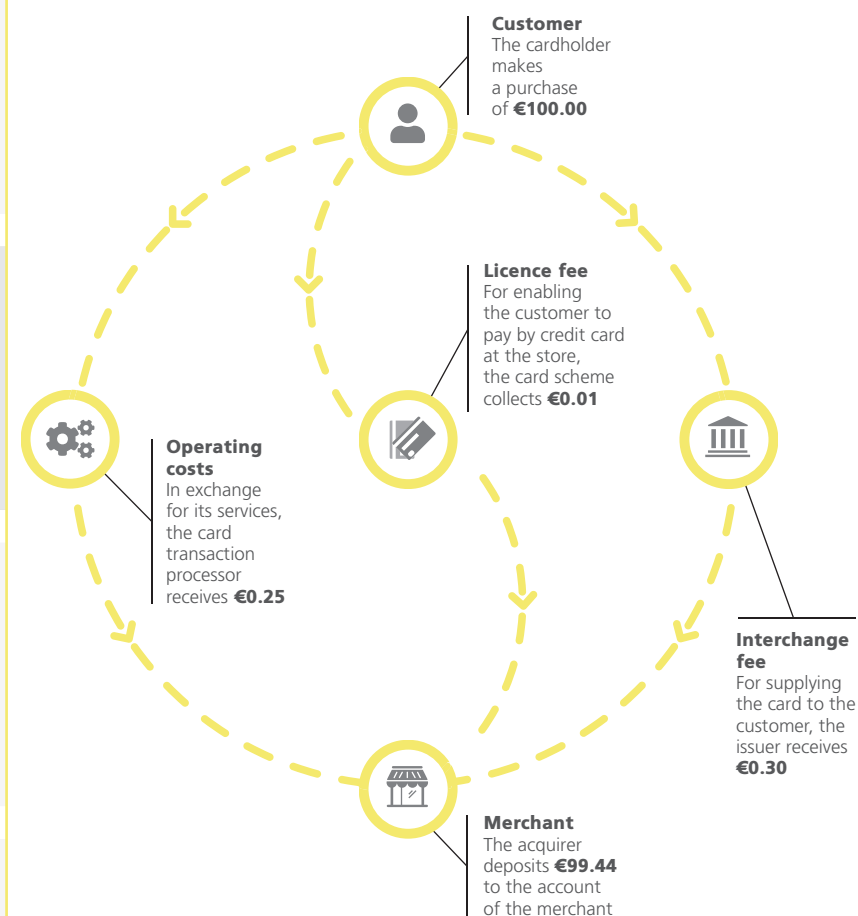 Customer
The cardholder
makes
a purchase
of €100.00
Licence fee
For enabling
the customer to
pay by credit card
at the store,
the card scheme
collects €0.01
Operating
costs
In exchange
for its services,
the card
transaction
processor
receives €0.25
Interchange
fee
For supplying
the card to the
customer, the
issuer receives
€0.30
Merchant
The acquirer
deposits €99.44
to the account
of the merchant